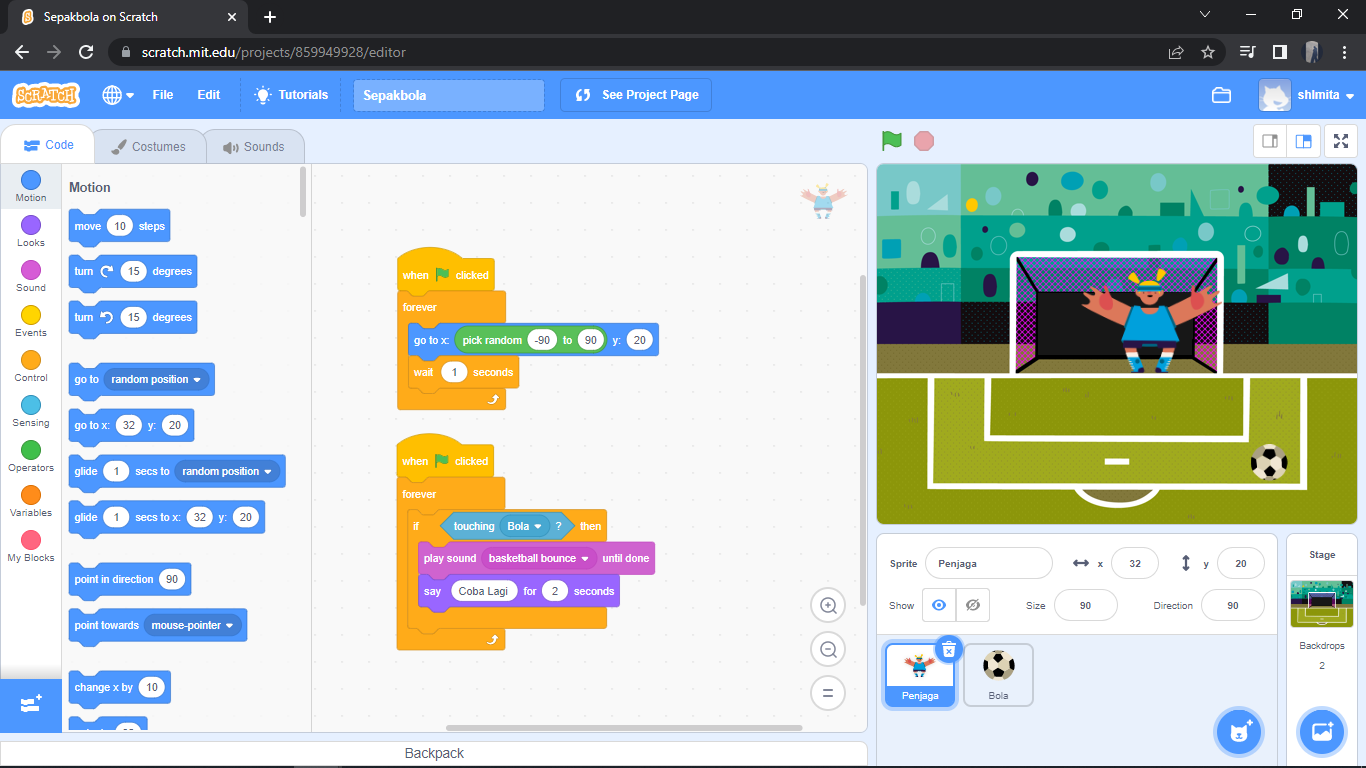 Sepakbola on Scratch
scratch.mit.edu/projects/859949928/editor
SCRATCH
File
Edit
Tutorials
Sepakbola
See Project Page
shlmita
Code
Costumes
Sounds
Motion
Looks
Sound
Events
Control
Sensing
Operators
Variables
My Blocks
Motion
move 10 steps
turn 15 degrees
turn 15 degrees
go to random position
go to x: 32 y: 20
glide 1 secs to random position
glide 1 secs to x: 32 y: 20
point in direction 90
point towards mouse-pointer
change x by 10
when clicked
forever
go to x: pick random -90 to 90 y: 20
wait 1 seconds
when clicked
forever
if touching Bola ? then
play sound basketball bounce until done
say Coba Lagi for 2 seconds
Backpack
Sprite Penjaga x 32 y 20
Show Size 90 Direction 90
Penjaga
Bola
Stage
Backdrops
2